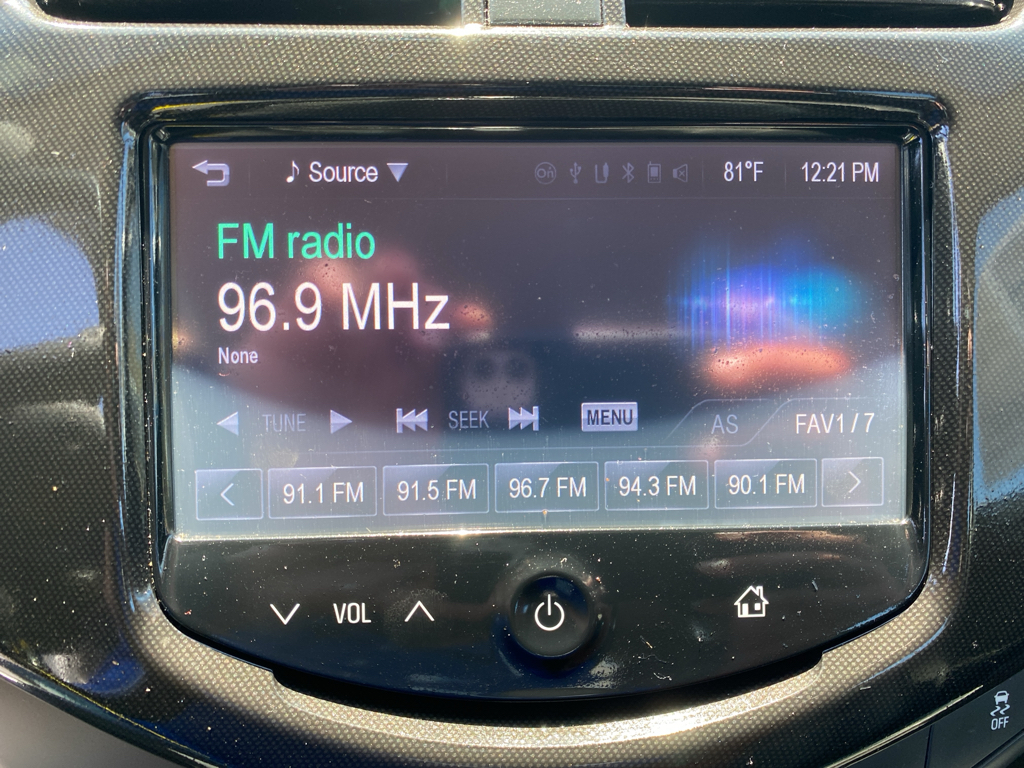 Source 81°F 12:21 PM
FM radio
96.9 MHz
None
TUNE SEEK MENU AS FAV1 / 7
91.1 FM 91.5 FM 96.7 FM 94.3 FM 90.1 FM
VOL
OFF